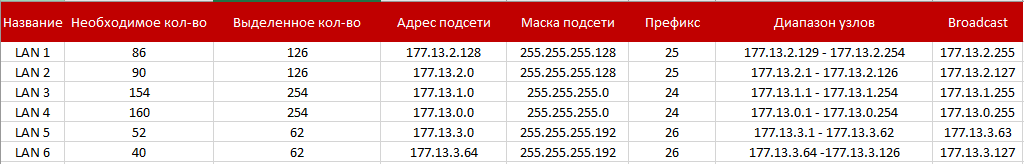 Название Необходимое кол-во Выделенное кол-во Адрес подсети Маска подсети Префикс Диапазон узлов Broadcast
LAN 1 86 126 177.13.2.128 255.255.255.128 25 177.13.2.129 - 177.13.2.254 177.13.2.255
LAN 2 90 126 177.13.2.0 255.255.255.128 25 177.13.2.1 - 177.13.2.126 177.13.2.127
LAN 3 154 254 177.13.1.0 255.255.255.0 24 177.13.1.1 - 177.13.1.254 177.13.1.255
LAN 4 160 254 177.13.0.0 255.255.255.0 24 177.13.0.1 - 177.13.0.254 177.13.0.255
LAN 5 52 62 177.13.3.0 255.255.255.192 26 177.13.3.1 - 177.13.3.62 177.13.3.63
LAN 6 40 62 177.13.3.64 255.255.255.192 26 177.13.3.64 -177.13.3.126 177.13.3.127